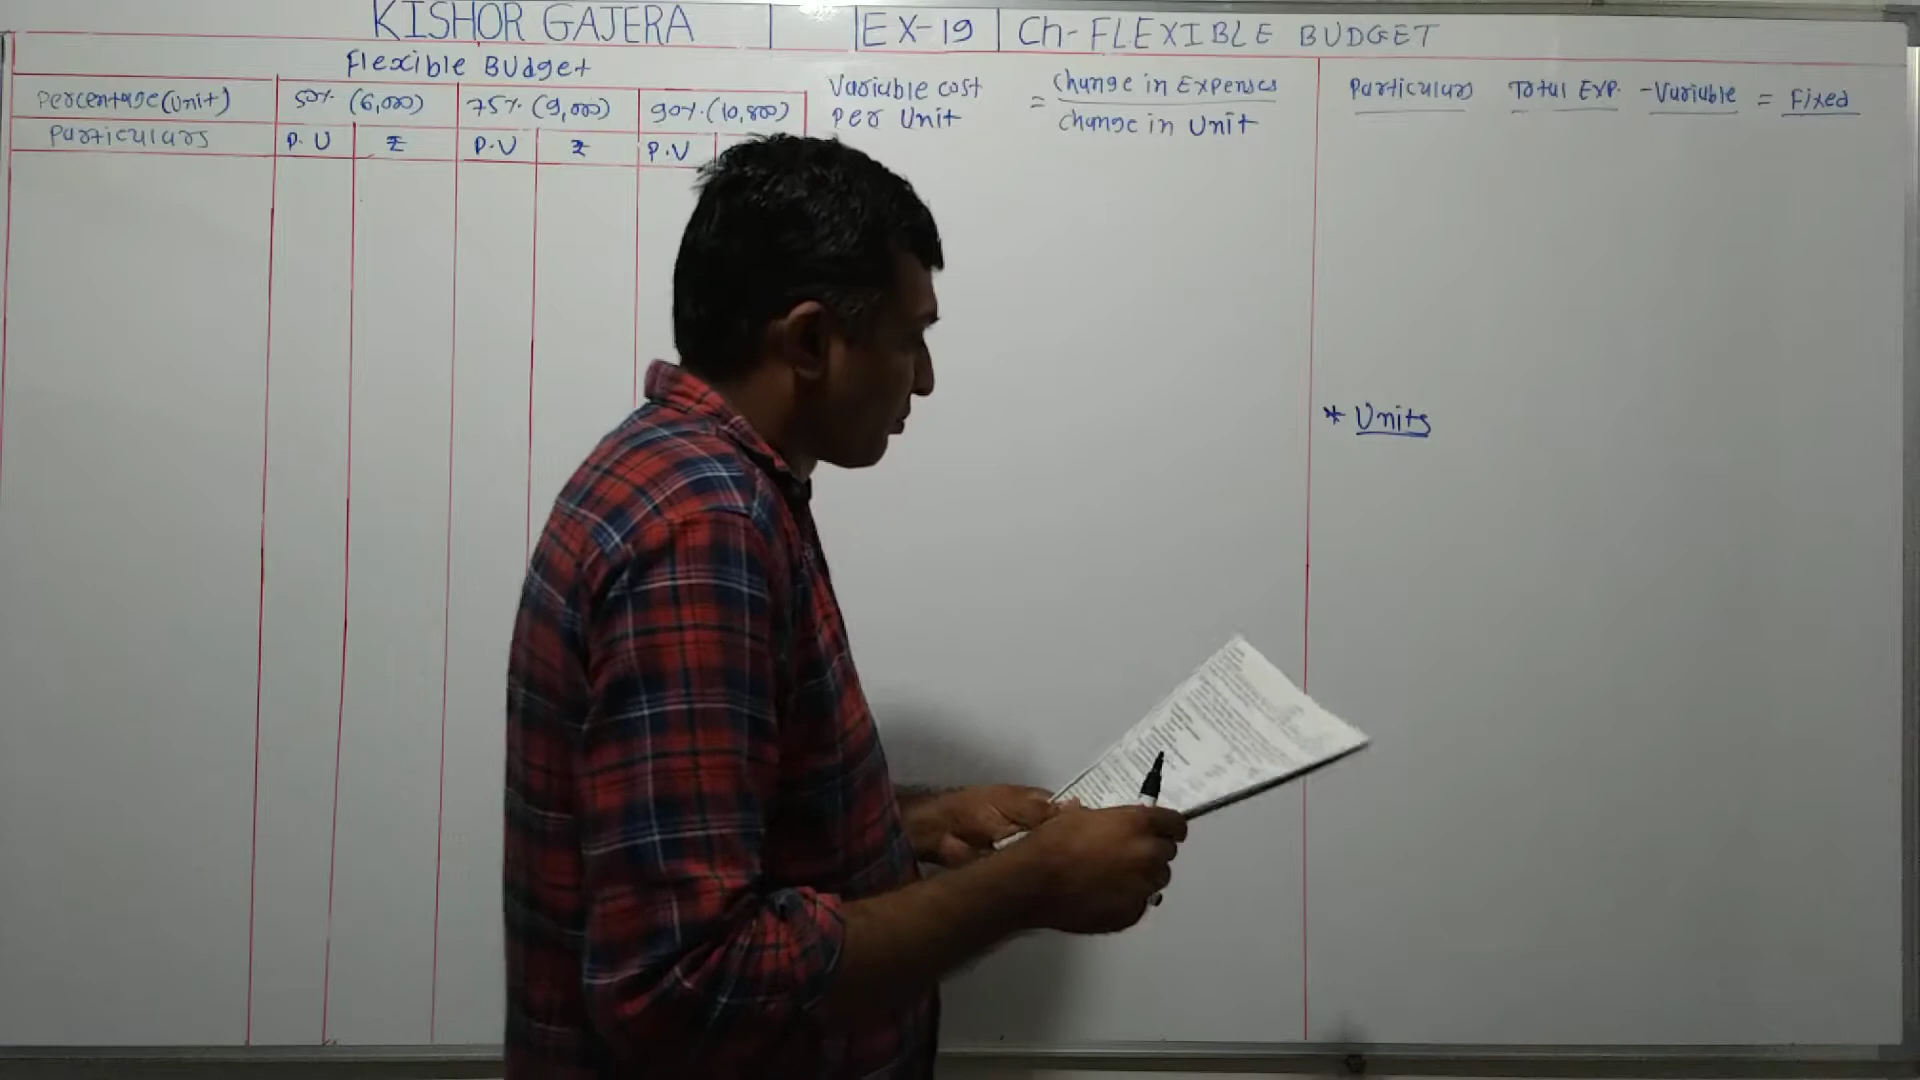 KISHOR GAJERA EX-19 Ch- FLEXIBLE BUDGET
Flexible Budget
Percentage(Unit) 50% (6,000) 75% (9,000) 90% (10,800)
Particulars P.U ₹ P.U ₹ P.U
Variable cost per Unit = Change in Expenses / change in Unit
Particulars Total Exp. - Variable = Fixed
* Units